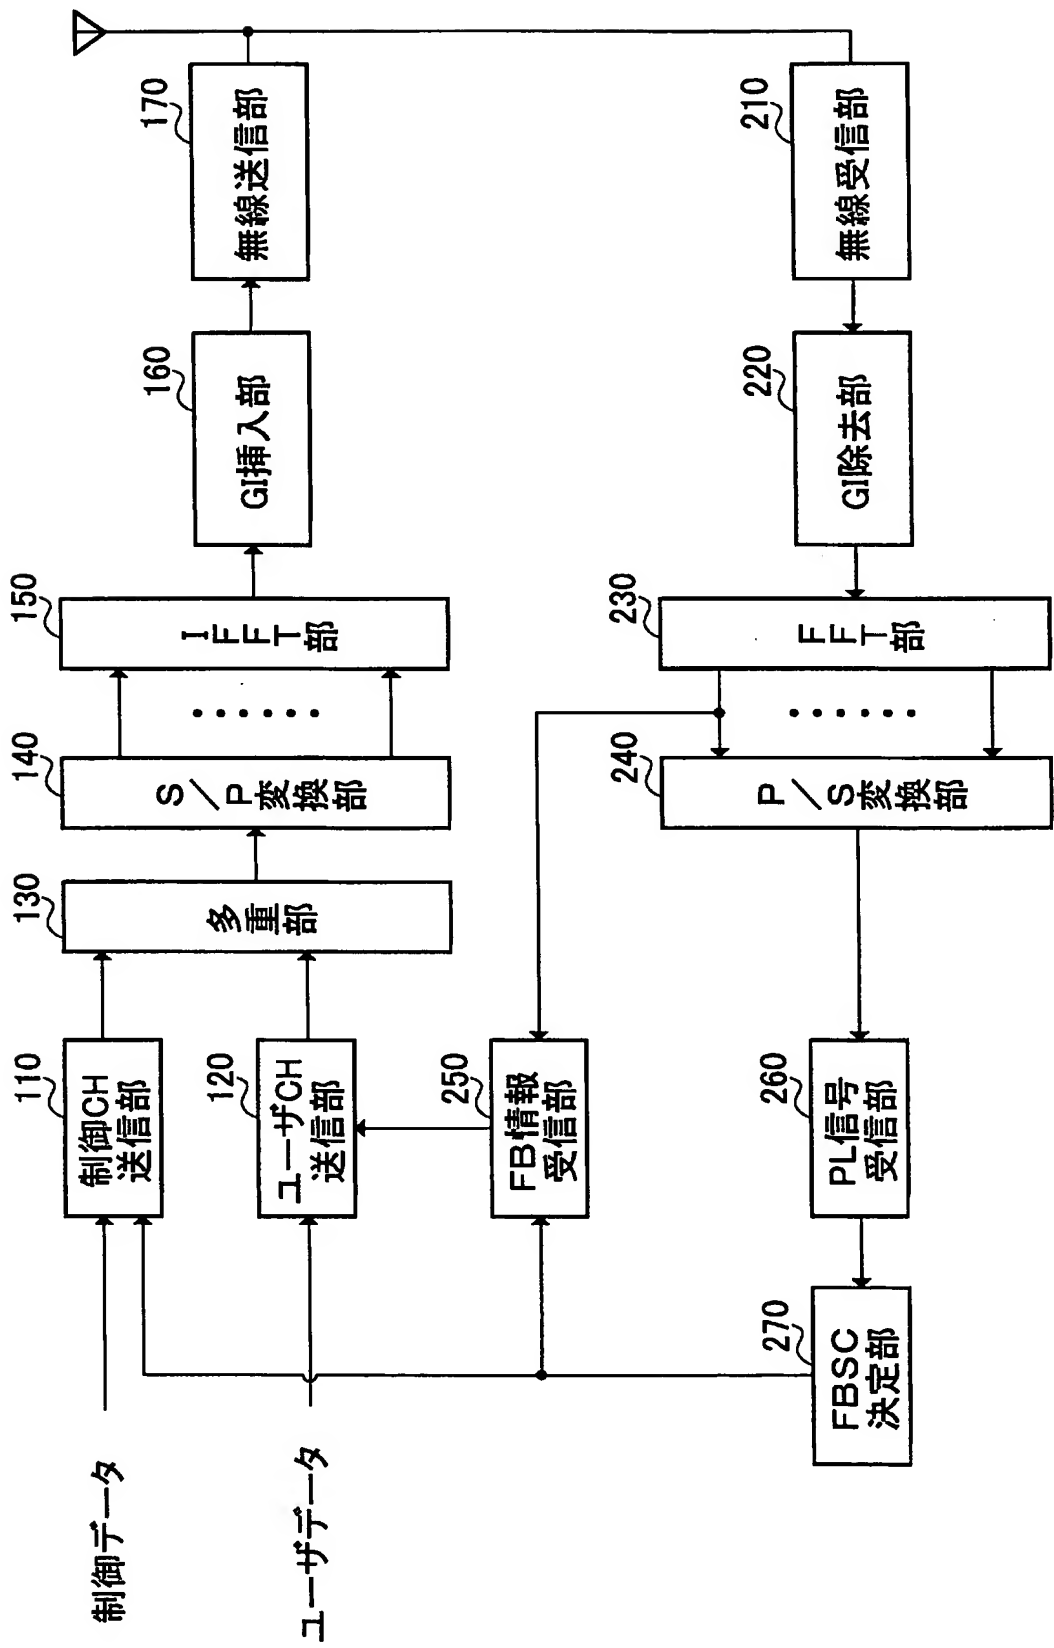 制御データ
ユーザデータ
110
制御CH
送信部
120
ユーザCH
送信部
130
多重部
140
S/P変換部
150
IFFT部
160
GI挿入部
170
無線送信部
210
無線受信部
220
GI除去部
230
FFT部
240
P/S変換部
250
FB情報
受信部
260
PL信号
受信部
270
FBSC
決定部